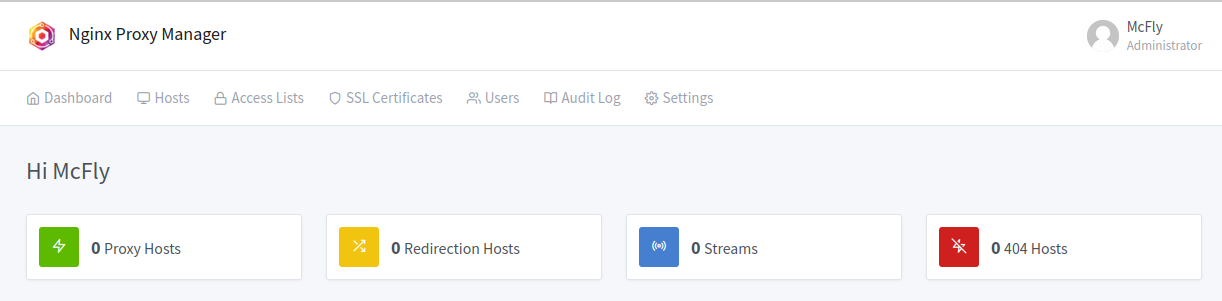 Nginx Proxy Manager
McFly
Administrator
Dashboard Hosts Access Lists SSL Certificates Users Audit Log Settings
Hi McFly
0 Proxy Hosts
0 Redirection Hosts
0 Streams
0 404 Hosts